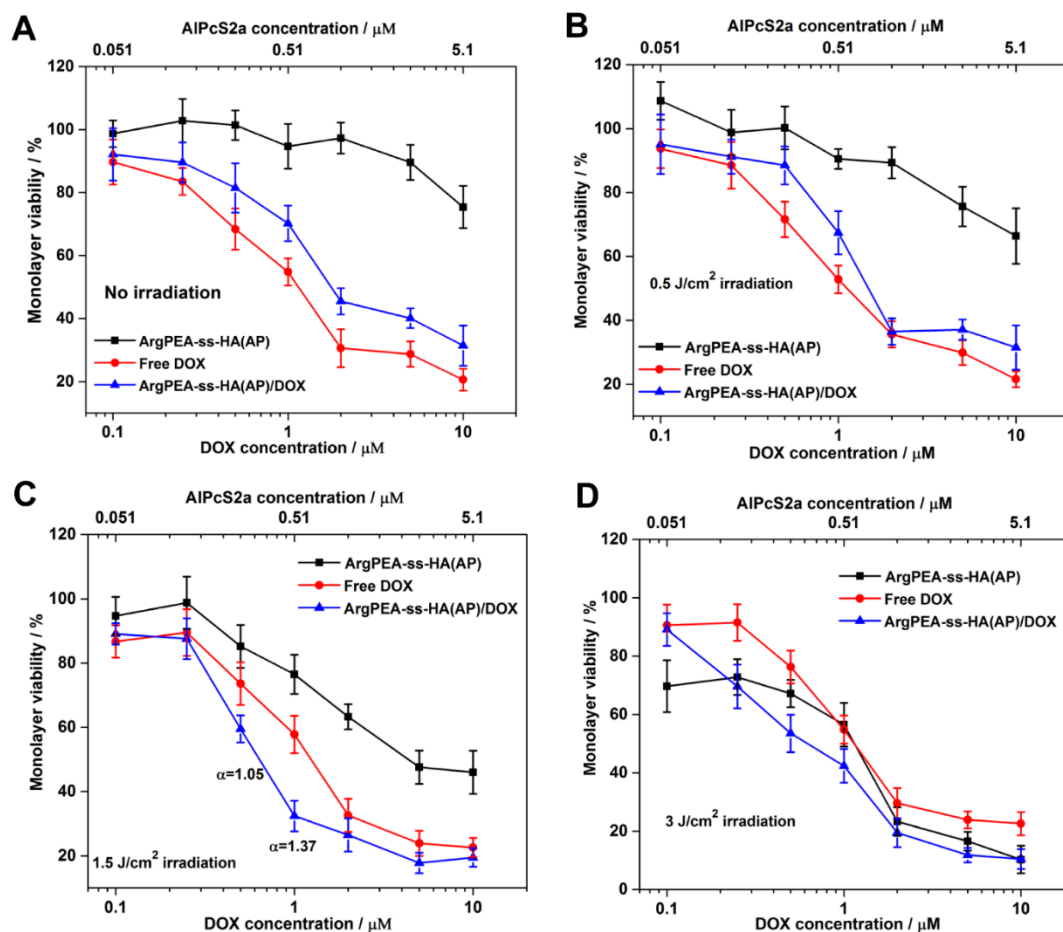 A
AlPcS2a concentration / μM
0.051 0.51 5.1
120
100
80
60
40
20
Monolayer viability / %
No irradiation
ArgPEA-ss-HA(AP)
Free DOX
ArgPEA-ss-HA(AP)/DOX
0.1 1 10
DOX concentration / μM
B
AlPcS2a concentration / μM
0.051 0.51 5.1
120
100
80
60
40
20
Monolayer viability / %
0.5 J/cm² irradiation
ArgPEA-ss-HA(AP)
Free DOX
ArgPEA-ss-HA(AP)/DOX
0.1 1 10
DOX concentration / μM
C
AlPcS2a concentration / μM
0.051 0.51 5.1
120
100
80
60
40
20
Monolayer viability / %
ArgPEA-ss-HA(AP)
Free DOX
ArgPEA-ss-HA(AP)/DOX
α=1.05
α=1.37
1.5 J/cm² irradiation
0.1 1 10
DOX concentration / μM
D
AlPcS2a concentration / μM
0.051 0.51 5.1
120
100
80
60
40
20
0
Monolayer viability / %
ArgPEA-ss-HA(AP)
Free DOX
ArgPEA-ss-HA(AP)/DOX
3 J/cm² irradiation
0.1 1 10
DOX concentration / μM